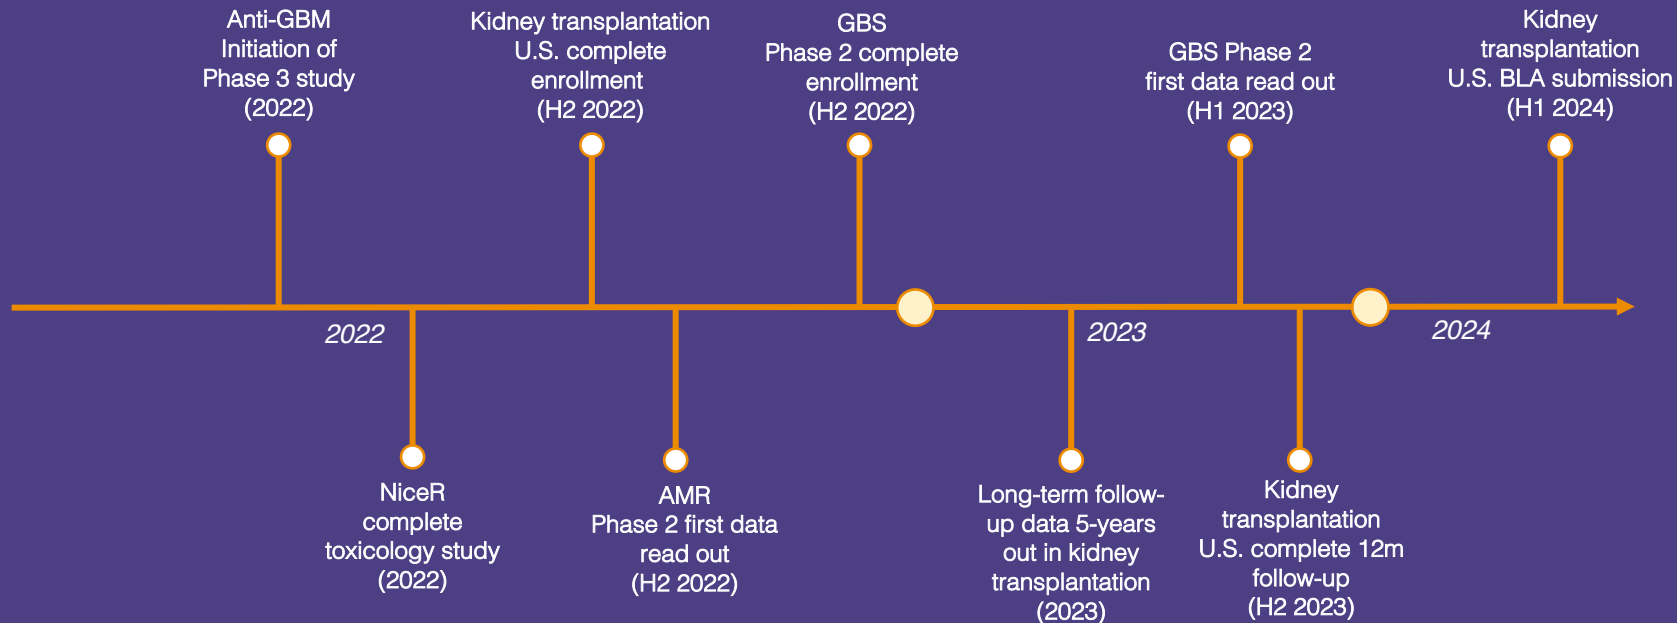 Anti-GBM
Initiation of
Phase 3 study
(2022)
Kidney transplantation
U.S. complete
enrollment
(H2 2022)
GBS
Phase 2 complete
enrollment
(H2 2022)
GBS Phase 2
first data read out
(H1 2023)
Kidney
transplantation
U.S. BLA submission
(H1 2024)
2022
2023
2024
NiceR
complete
toxicology study
(2022)
AMR
Phase 2 first data
read out
(H2 2022)
Long-term follow-
up data 5-years
out in kidney
transplantation
(2023)
Kidney
transplantation
U.S. complete 12m
follow-up
(H2 2023)